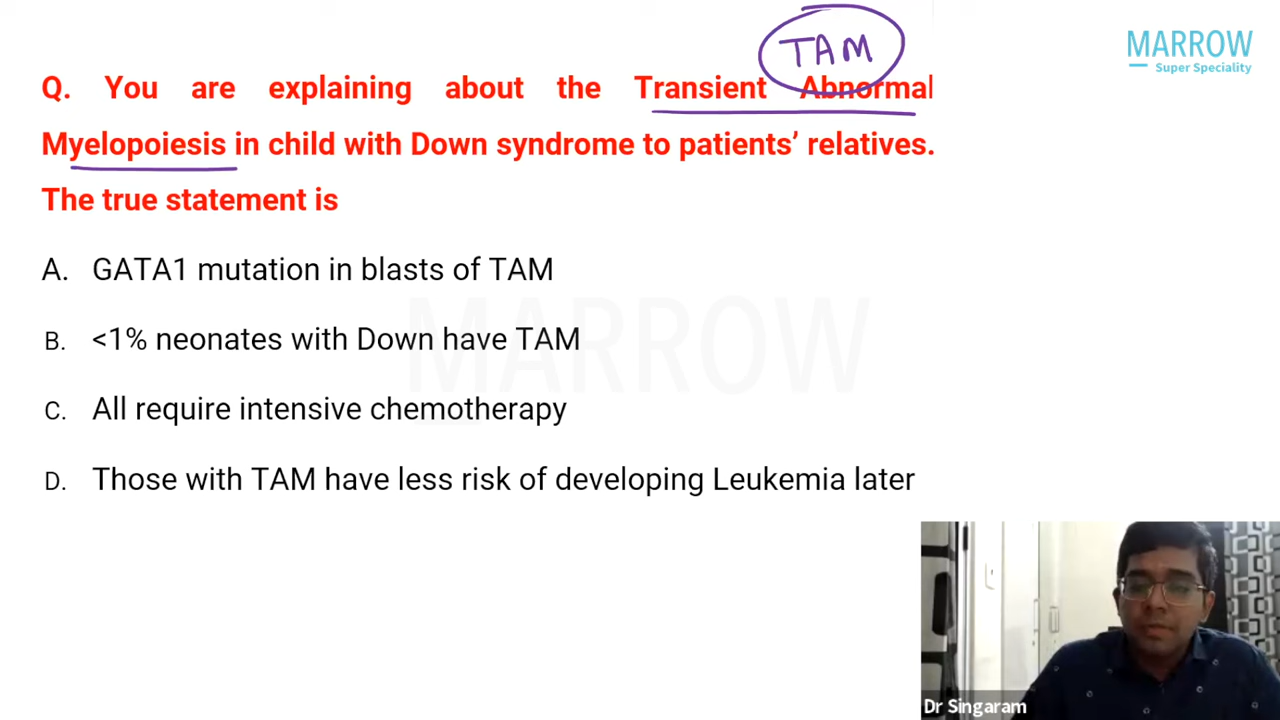 TAM
MARROW
Super Speciality
Q. You are explaining about the Transient Abnormal
Myelopoiesis in child with Down syndrome to patients’ relatives.
The true statement is
A. GATA1 mutation in blasts of TAM
B. <1% neonates with Down have TAM
C. All require intensive chemotherapy
D. Those with TAM have less risk of developing Leukemia later
MARROW
Dr Singaram